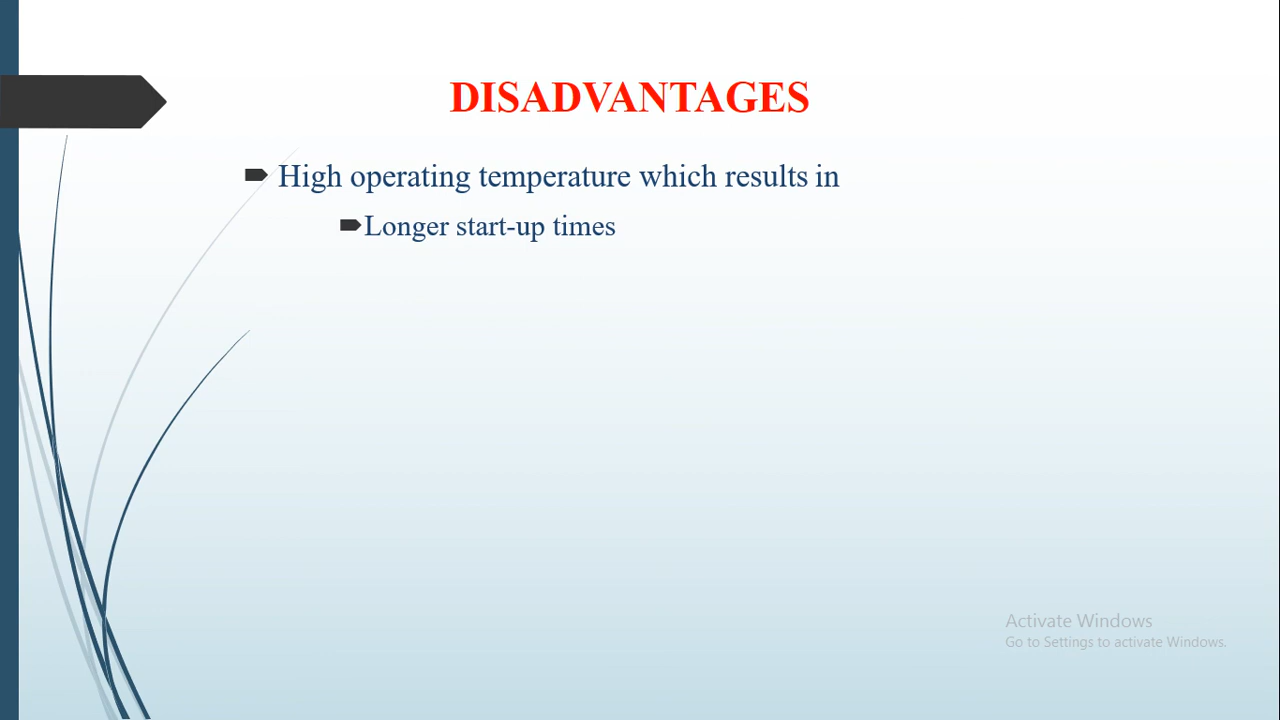 DISADVANTAGES
High operating temperature which results in
Longer start-up times
Activate Windows
Go to Settings to activate Windows.